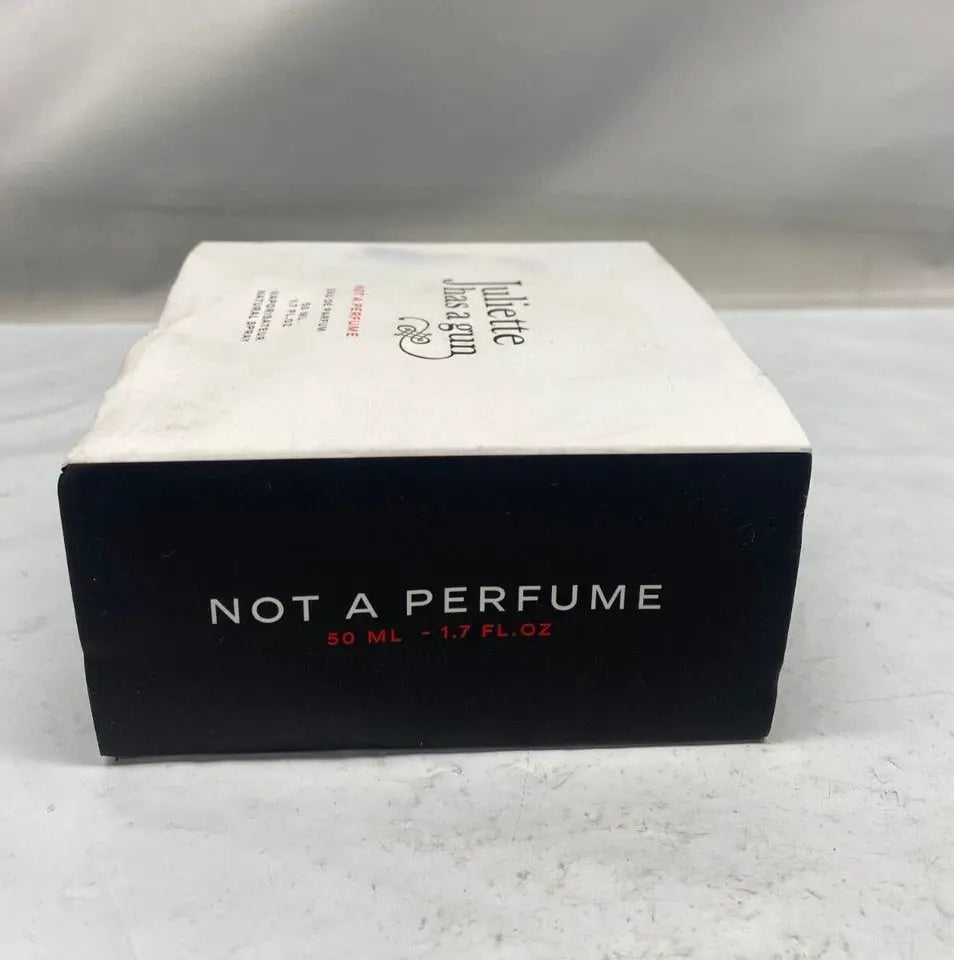 Juliette
has a gun
NOT A PERFUME
EAU DE PARFUM
50 ML
1.7 FL.OZ
VAPORISATEUR
NATURAL SPRAY
NOT A PERFUME
50 ML - 1.7 FL.OZ